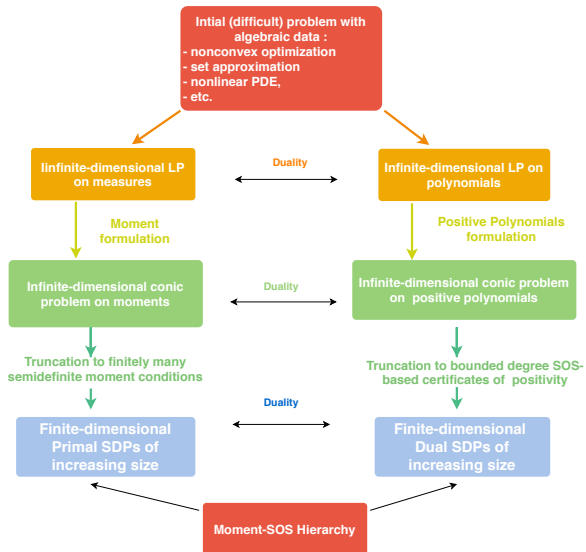 Intial (difficult) problem with
algebraic data :
- nonconvex optimization
- set approximation
- nonlinear PDE,
- etc.
IInfinite-dimensional LP
on measures
Duality
Infinite-dimensional LP on
polynomials
Moment
formulation
Positive Polynomials
formulation
Infinite-dimensional conic
problem on moments
Duality
Infinite-dimensional conic problem
on positive polynomials
Truncation to finitely many
semidefinite moment conditions
Truncation to bounded degree SOS-
based certificates of positivity
Finite-dimensional
Primal SDPs of
increasing size
Duality
Finite-dimensional
Dual SDPs of
increasing size
Moment-SOS Hierarchy